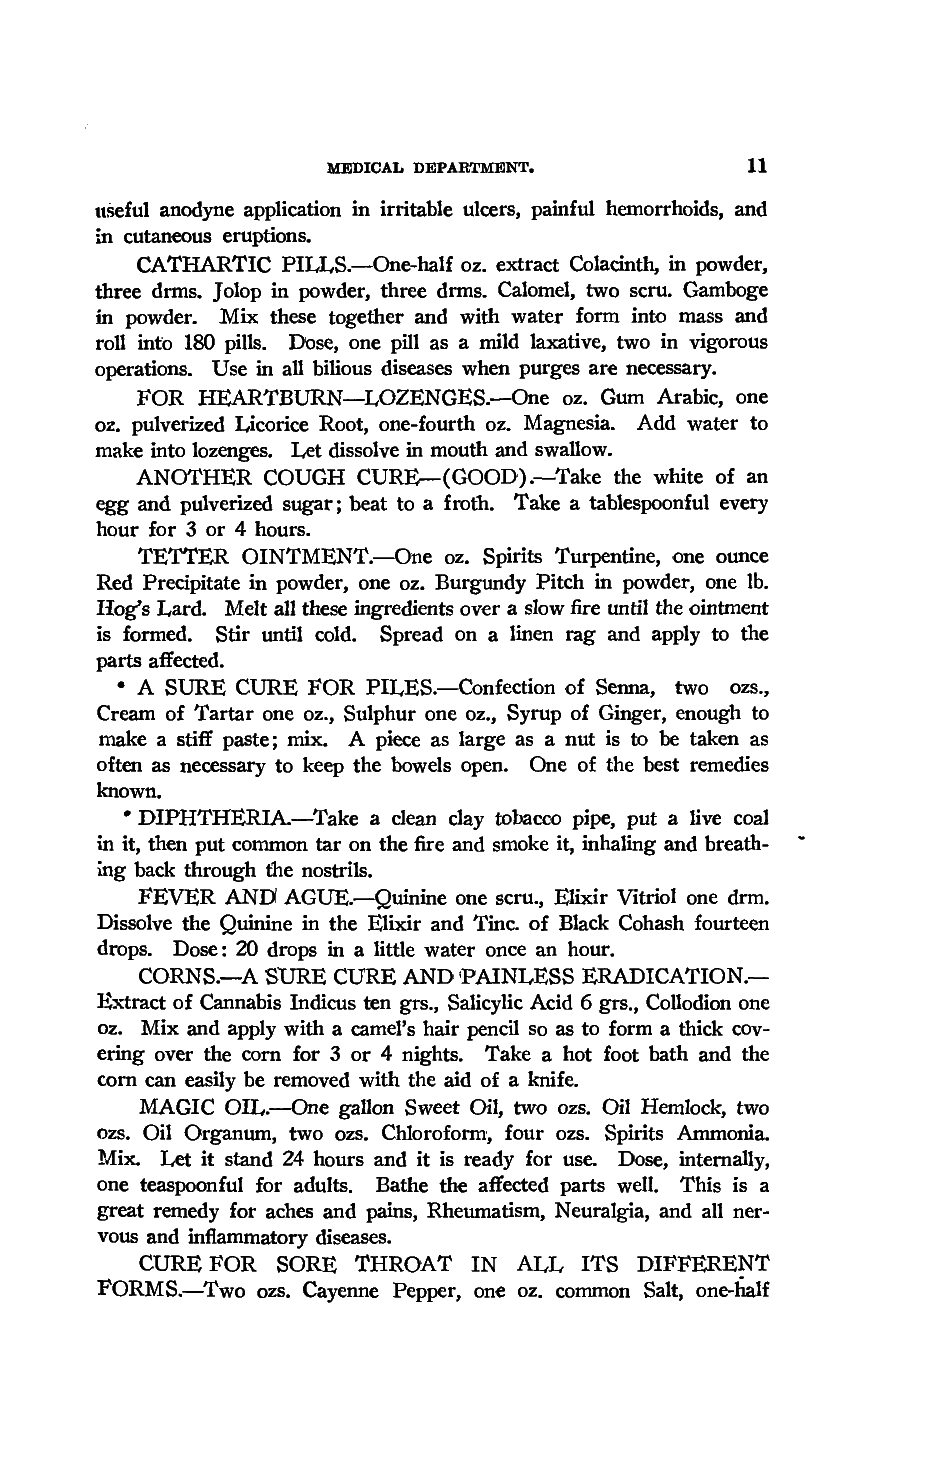 MEDICAL DEPARTMENT. 11
useful anodyne application in irritable ulcers, painful hemorrhoids, and
in cutaneous eruptions.
CATHARTIC PILLS.—One-half oz. extract Colacinth, in powder,
three drms. Jolop in powder, three drms. Calomel, two scru. Gamboge
in powder. Mix these together and with water form into mass and
roll into 180 pills. Dose, one pill as a mild laxative, two in vigorous
operations. Use in all bilious diseases when purges are necessary.
FOR HEARTBURN—LOZENGES.—One oz. Gum Arabic, one
oz. pulverized Licorice Root, one-fourth oz. Magnesia. Add water to
make into lozenges. Let dissolve in mouth and swallow.
ANOTHER COUGH CURE—(GOOD).—Take the white of an
egg and pulverized sugar; beat to a froth. Take a tablespoonful every
hour for 3 or 4 hours.
TETTER OINTMENT.—One oz. Spirits Turpentine, one ounce
Red Precipitate in powder, one oz. Burgundy Pitch in powder, one lb.
Hog's Lard. Melt all these ingredients over a slow fire until the ointment
is formed. Stir until cold. Spread on a linen rag and apply to the
parts affected.
• A SURE CURE FOR PILES.—Confection of Senna, two ozs.,
Cream of Tartar one oz., Sulphur one oz., Syrup of Ginger, enough to
make a stiff paste; mix. A piece as large as a nut is to be taken as
often as necessary to keep the bowels open. One of the best remedies
known.
• DIPHTHERIA.—Take a clean clay tobacco pipe, put a live coal
in it, then put common tar on the fire and smoke it, inhaling and breath-
ing back through the nostrils.
FEVER AND AGUE.—Quinine one scru., Elixir Vitriol one drm.
Dissolve the Quinine in the Elixir and Tinc. of Black Cohash fourteen
drops. Dose: 20 drops in a little water once an hour.
CORNS.—A SURE CURE AND PAINLESS ERADICATION.—
Extract of Cannabis Indicus ten grs., Salicylic Acid 6 grs., Collodion one
oz. Mix and apply with a camel's hair pencil so as to form a thick cov-
ering over the corn for 3 or 4 nights. Take a hot foot bath and the
corn can easily be removed with the aid of a knife.
MAGIC OIL.—One gallon Sweet Oil, two ozs. Oil Hemlock, two
ozs. Oil Organum, two ozs. Chloroform, four ozs. Spirits Ammonia.
Mix. Let it stand 24 hours and it is ready for use. Dose, internally,
one teaspoonful for adults. Bathe the affected parts well. This is a
great remedy for aches and pains, Rheumatism, Neuralgia, and all ner-
vous and inflammatory diseases.
CURE FOR SORE THROAT IN ALL ITS DIFFERENT
FORMS.—Two ozs. Cayenne Pepper, one oz. common Salt, one-half